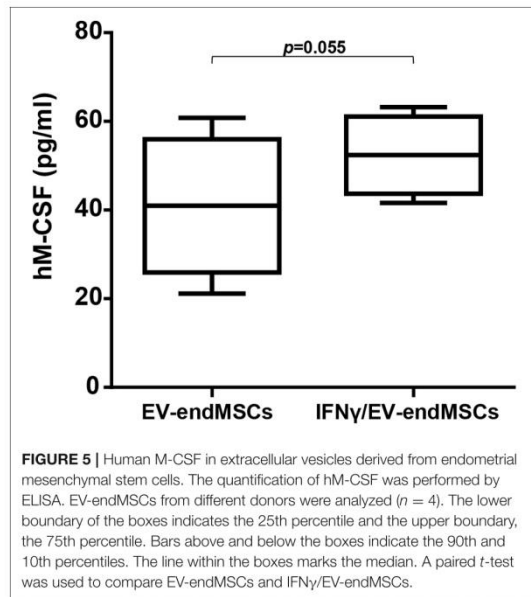 80
p=0.055
60
40
20
0
hM-CSF (pg/ml)
EV-endMSCs IFNγ/EV-endMSCs
FIGURE 5 | Human M-CSF in extracellular vesicles derived from endometrial
mesenchymal stem cells. The quantification of hM-CSF was performed by
ELISA. EV-endMSCs from different donors were analyzed (n = 4). The lower
boundary of the boxes indicates the 25th percentile and the upper boundary,
the 75th percentile. Bars above and below the boxes indicate the 90th and
10th percentiles. The line within the boxes marks the median. A paired t-test
was used to compare EV-endMSCs and IFNγ/EV-endMSCs.